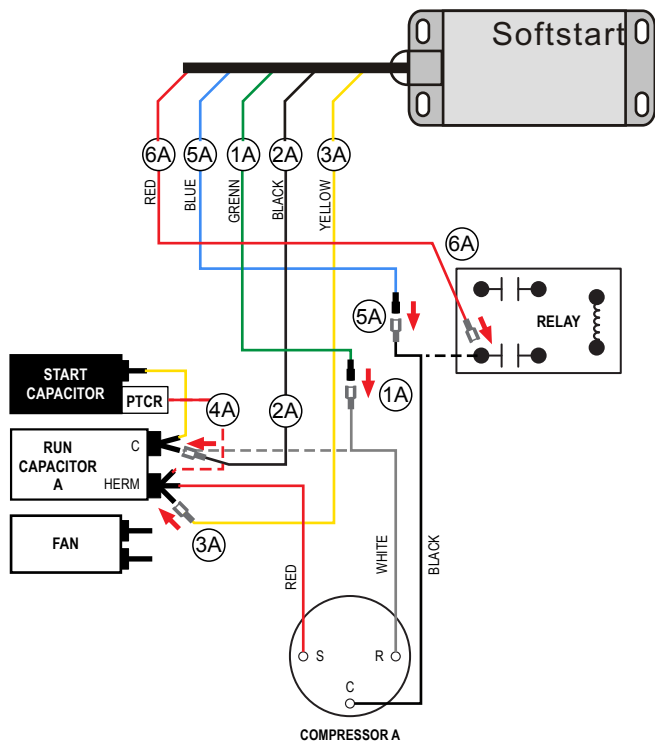 Softstart
6A
5A
1A
2A
3A
RED
BLUE
GRENN
BLACK
YELLOW
6A
5A
RELAY
START
CAPACITOR
PTCR
4A
2A
1A
RUN
CAPACITOR
A
C
HERM
FAN
3A
RED
WHITE
BLACK
S
R
C
COMPRESSOR A